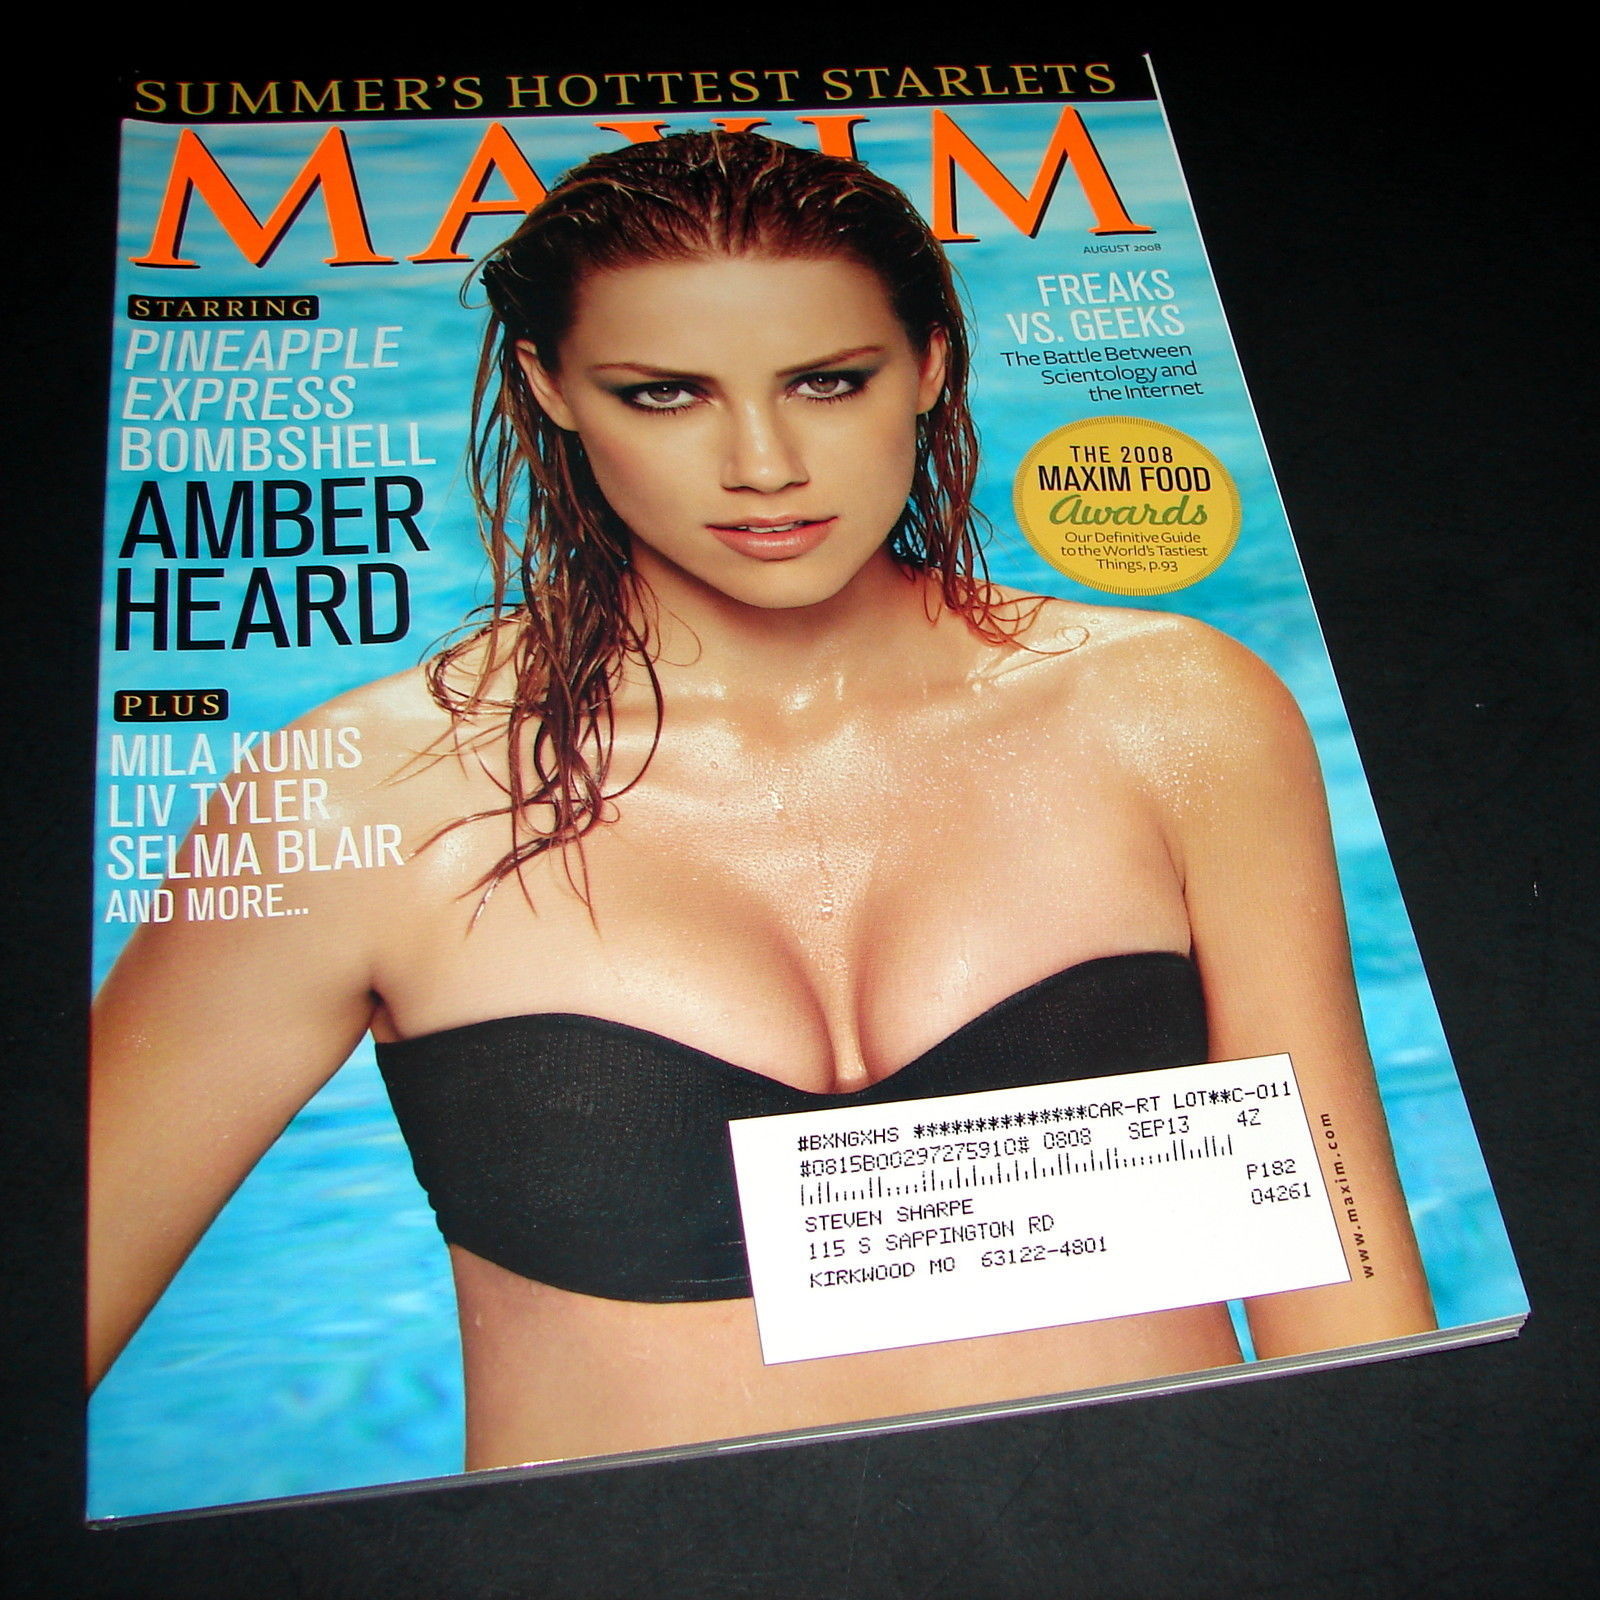 SUMMER'S HOTTEST STARLETS
MAXIM
AUGUST 2008
STARRING
PINEAPPLE
EXPRESS
BOMBSHELL
AMBER
HEARD
PLUS
MILA KUNIS
LIV TYLER
SELMA BLAIR
AND MORE...
FREAKS
VS. GEEKS
The Battle Between
Scientology and
the Internet
THE 2008
MAXIM FOOD
Awards
Our Definitive Guide
to the World's Tastiest
Things, p.93
#BXNGXHS **************CAR-RT LOT**C-011
#0815B00297275910# 0808 SEP13 4Z
P182
STEVEN SHARPE 04261
115 S SAPPINGTON RD
KIRKWOOD MO 63122-4801
www.maxim.com